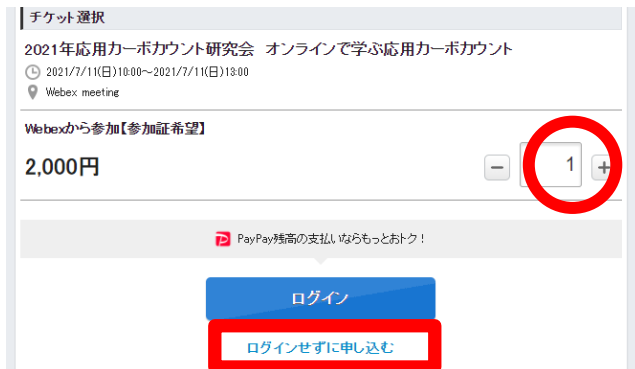 チケット選択
2021年応用カーボカウント研究会　オンラインで学ぶ応用カーボカウント
2021/7/11(日)10:00～2021/7/11(日)13:00
Webex meeting
Webexから参加【参加証希望】
2,000円
− 1 +
PayPay残高の支払いならもっとおトク！
ログイン
ログインせずに申し込む